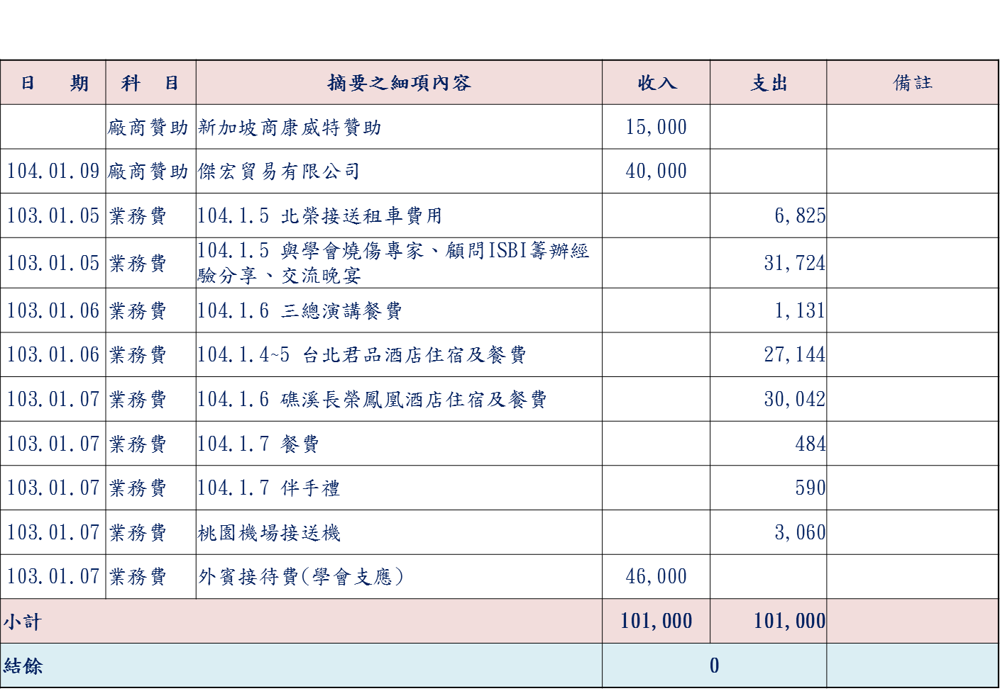 日 期 科 目 摘要之細項內容 收入 支出 備註
廠商贊助 新加坡商康威特贊助 15,000
104.01.09 廠商贊助 傑宏貿易有限公司 40,000
103.01.05 業務費 104.1.5 北榮接送租車費用 6,825
103.01.05 業務費 104.1.5 與學會燒傷專家、顧問ISBI籌辦經
驗分享、交流晚宴 31,724
103.01.06 業務費 104.1.6 三總演講餐費 1,131
103.01.06 業務費 104.1.4~5 台北君品酒店住宿及餐費 27,144
103.01.07 業務費 104.1.6 礁溪長榮鳳凰酒店住宿及餐費 30,042
103.01.07 業務費 104.1.7 餐費 484
103.01.07 業務費 104.1.7 伴手禮 590
103.01.07 業務費 桃園機場接送機 3,060
103.01.07 業務費 外賓接待費(學會支應) 46,000
小計 101,000 101,000
結餘 0